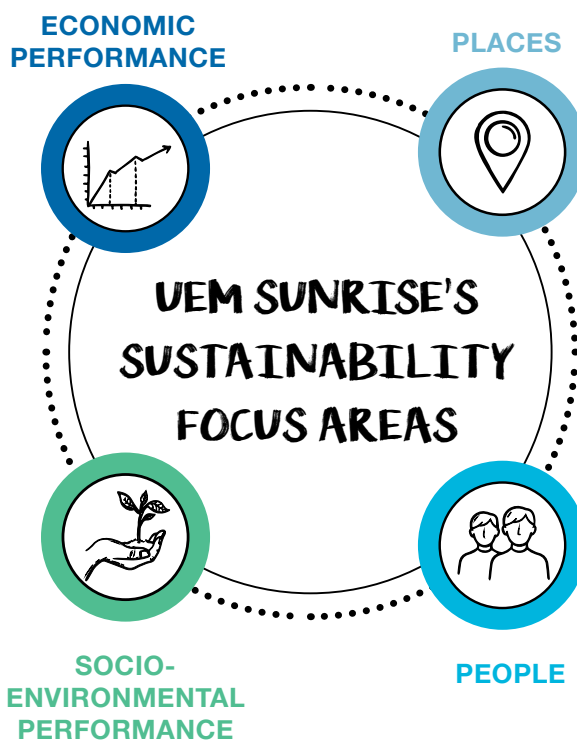 ECONOMIC
PERFORMANCE
PLACES
UEM SUNRISE'S
SUSTAINABILITY
FOCUS AREAS
SOCIO-
ENVIRONMENTAL
PERFORMANCE
PEOPLE